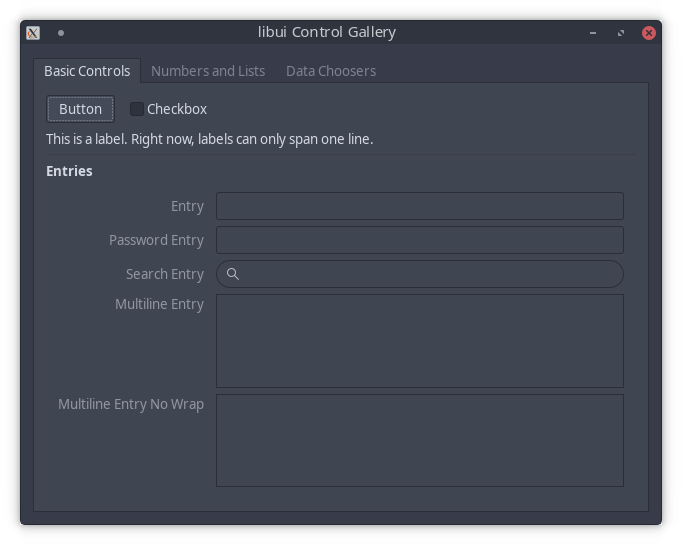 libui Control Gallery
Basic Controls Numbers and Lists Data Choosers
Button Checkbox
This is a label. Right now, labels can only span one line.
Entries
Entry
Password Entry
Search Entry
Multiline Entry
Multiline Entry No Wrap